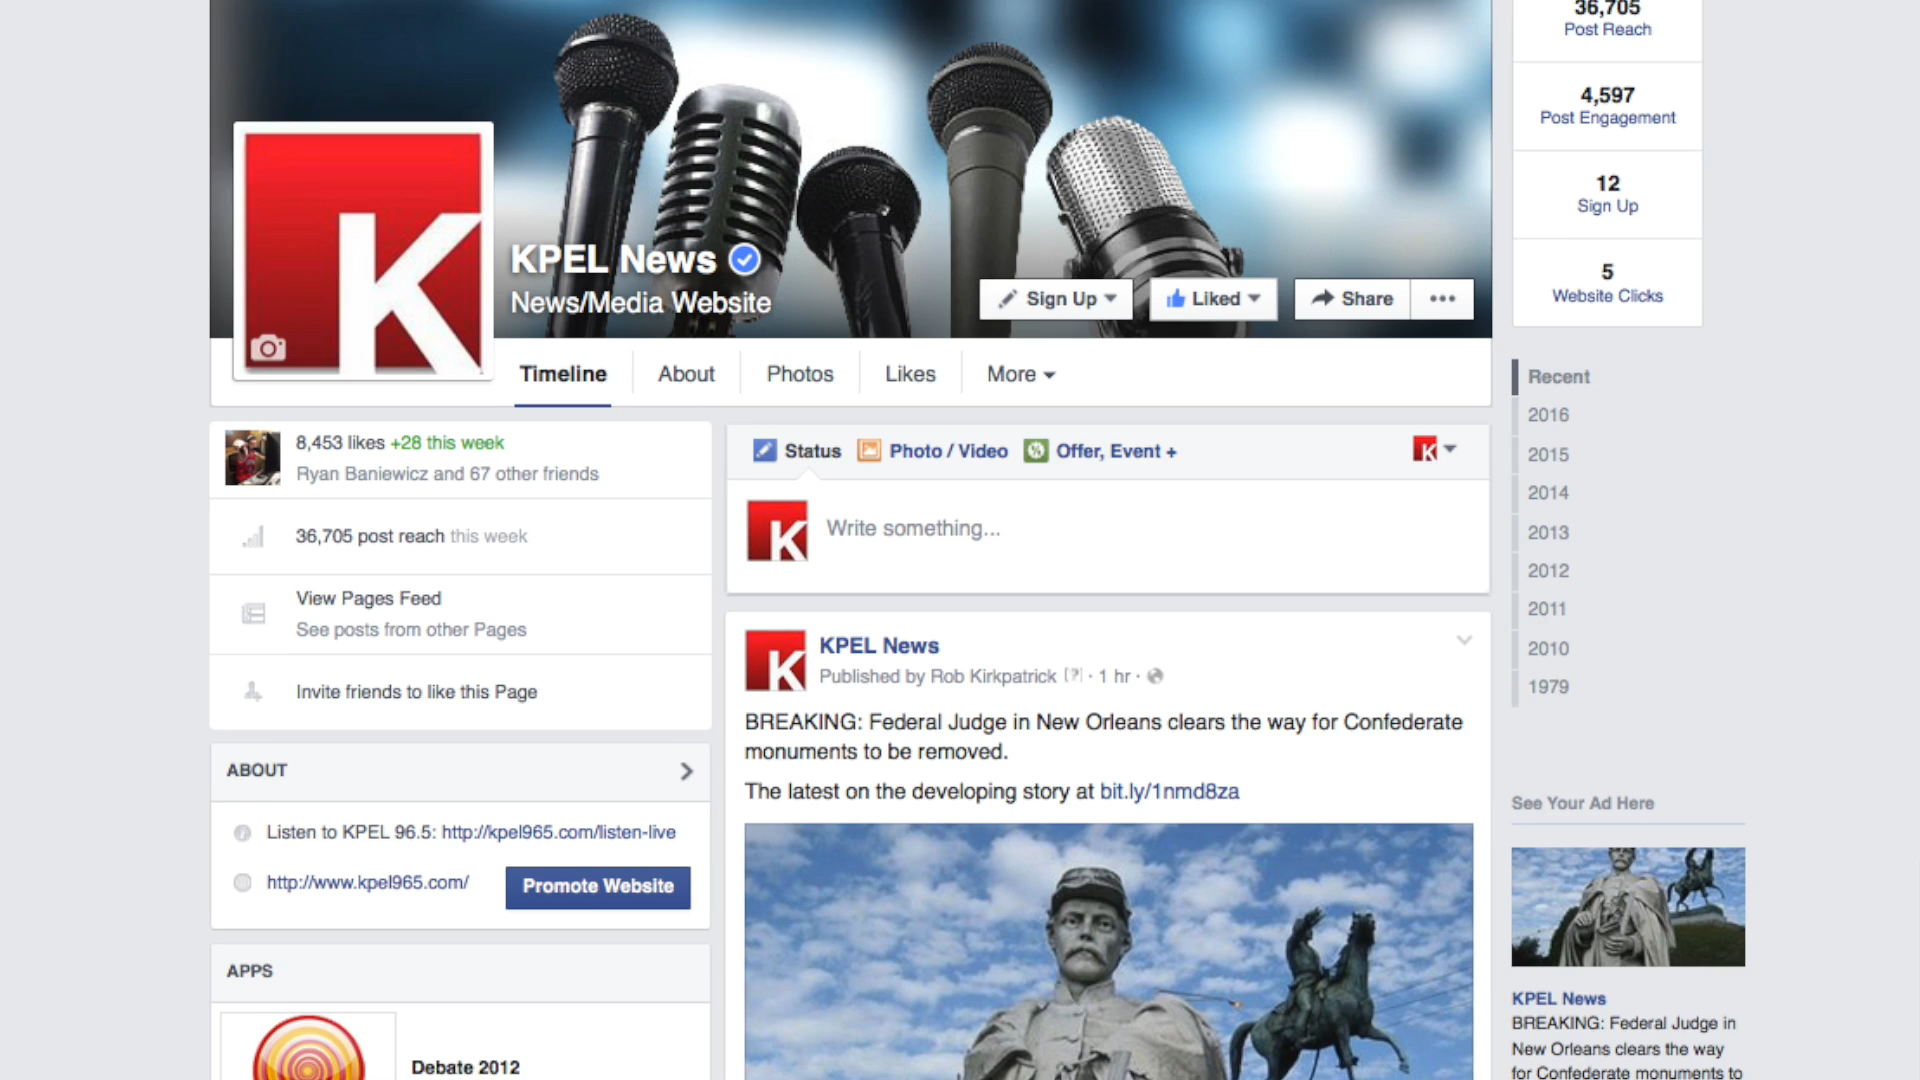 KPEL News
News/Media Website
Sign Up
Liked
Share
Timeline
About
Photos
Likes
More
8,453 likes +28 this week
Ryan Baniewicz and 67 other friends
36,705 post reach this week
View Pages Feed
See posts from other Pages
Invite friends to like this Page
ABOUT
Listen to KPEL 96.5: http://kpel965.com/listen-live
http://www.kpel965.com/
Promote Website
APPS
Debate 2012
Status
Photo / Video
Offer, Event +
K
Write something...
KPEL News
Published by Rob Kirkpatrick [?] · 1 hr ·
BREAKING: Federal Judge in New Orleans clears the way for Confederate
monuments to be removed.
The latest on the developing story at bit.ly/1nmd8za
36,705
Post Reach
4,597
Post Engagement
12
Sign Up
5
Website Clicks
Recent
2016
2015
2014
2013
2012
2011
2010
1979
See Your Ad Here
KPEL News
BREAKING: Federal Judge in
New Orleans clears the way
for Confederate monuments to